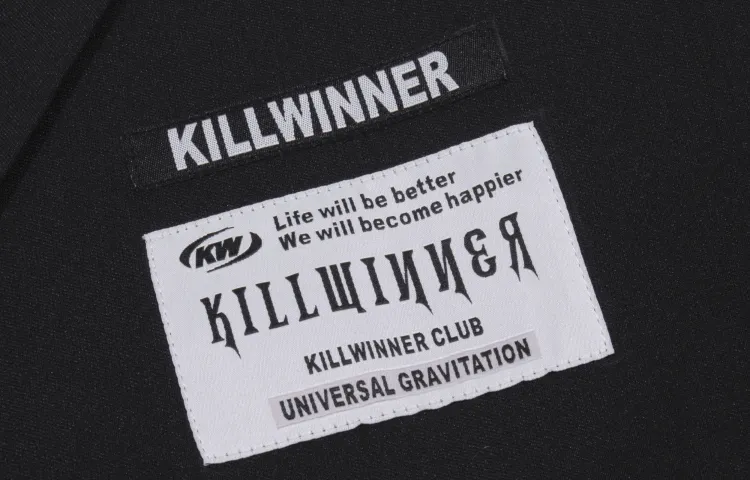 KILLWINNER
KW
Life will be better
We will become happier
KILLWINNER
KILLWINNER CLUB
UNIVERSAL GRAVITATION